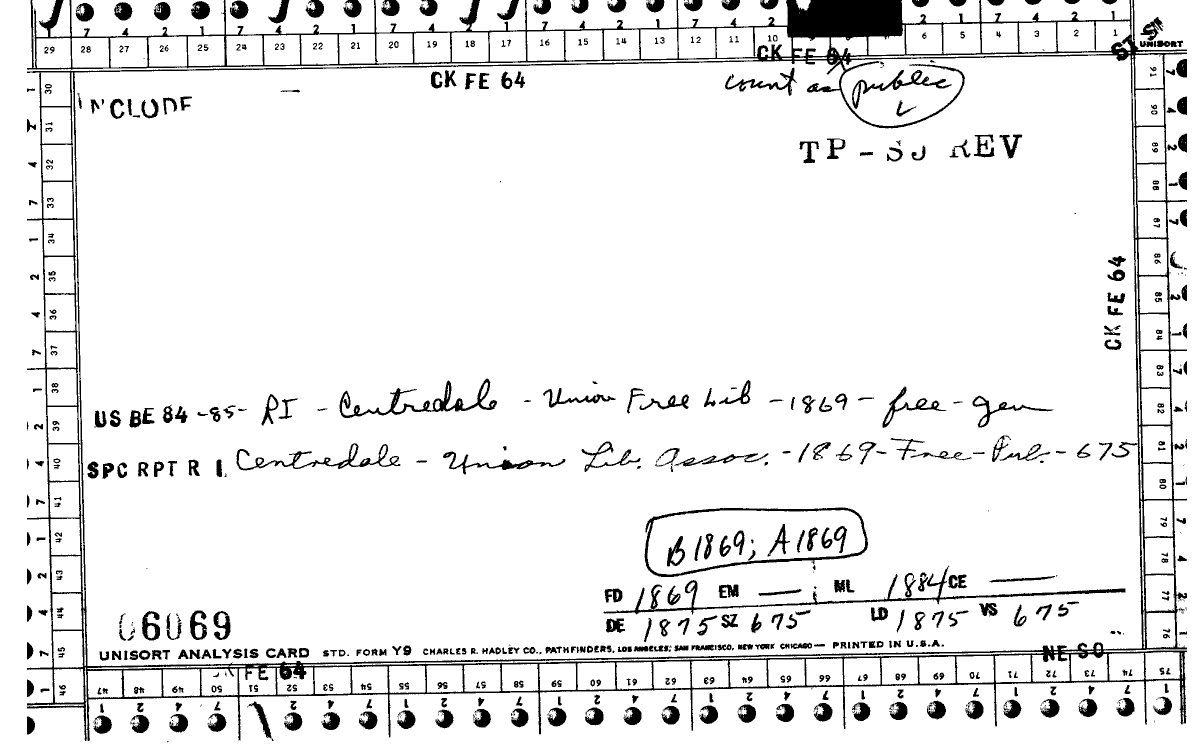 7 4 2 1 7 4 2 1 7 4 2 1 7 4 2 1 7 4 2 1 7 4 2 1
29 28 27 26 25 24 23 22 21 20 19 18 17 16 15 14 13 12 11 10 6 5 4 3 2 1
UNISORT
CK FE 64
CK FE 64
INCLUDE —
count as public
TP - SJ REV
CK FE 64
30 31 32 33 34 35 36 37 38 39 40 41 42 43 44 45 46
91 90 89 88 87 86 85 84 83 82 81 80 79 78 77 76
US BE 84 -85- RI - Centredale - Union Free Lib - 1869 - free - gen
SPC RPT R I Centredale - Union Lib. Assoc. - 1869 - Free - Pub. - 675
B 1869; A 1869
FD 1869 EM — ML 1884 CE —
DE 1875 SZ 675 LD 1875 VS 675
06069
UNISORT ANALYSIS CARD STD. FORM Y9 CHARLES R. HADLEY CO., PATHFINDERS, LOS ANGELES, SAN FRANCISCO, NEW YORK CHICAGO — PRINTED IN U.S.A.
FE 64
NE SO
47 48 49 50 51 52 53 54 55 56 57 58 59 60 61 62 63 64 65 66 67 68 69 70 71 72 73 74 75